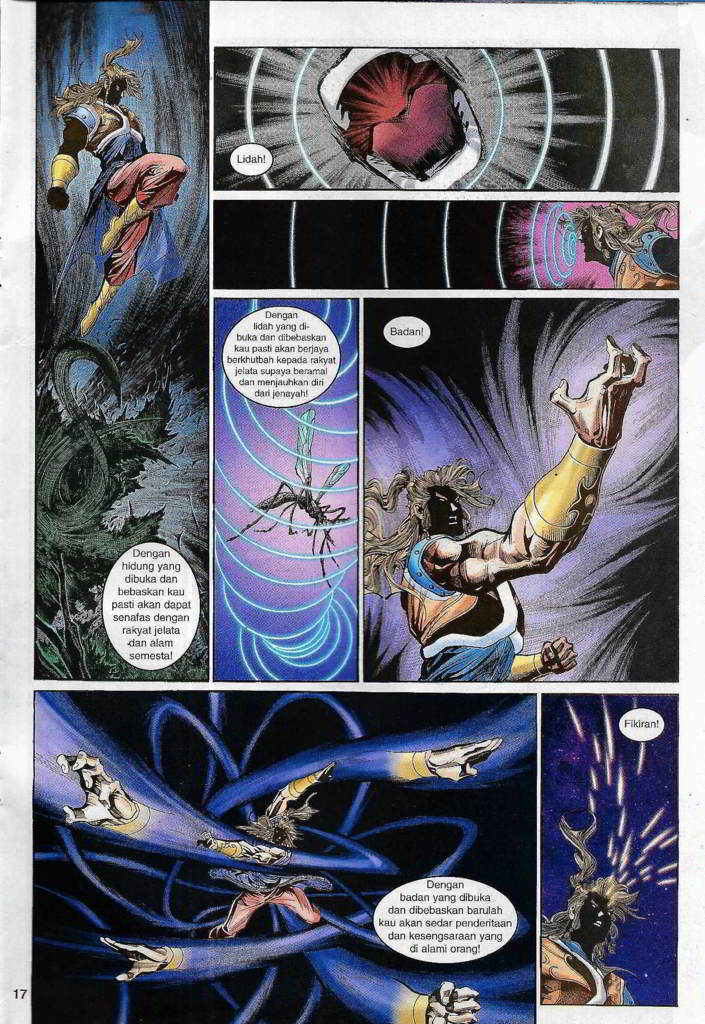 Dengan
hidung yang
dibuka dan
bebaskan kau
pasti akan dapat
senafas dengan
rakyat jelata
dan alam
semesta!
Lidah!
Dengan
lidah yang di-
buka dan dibebaskan
kau pasti akan berjaya
berkhutbah kepada rakyat
jelata supaya beramal
dan menjauhkan diri
dari jenayah!
Badan!
Dengan
badan yang dibuka
dan dibebaskan barulah
kau akan sedar penderitaan
dan kesengsaraan yang
di alami orang!
Fikiran!
17